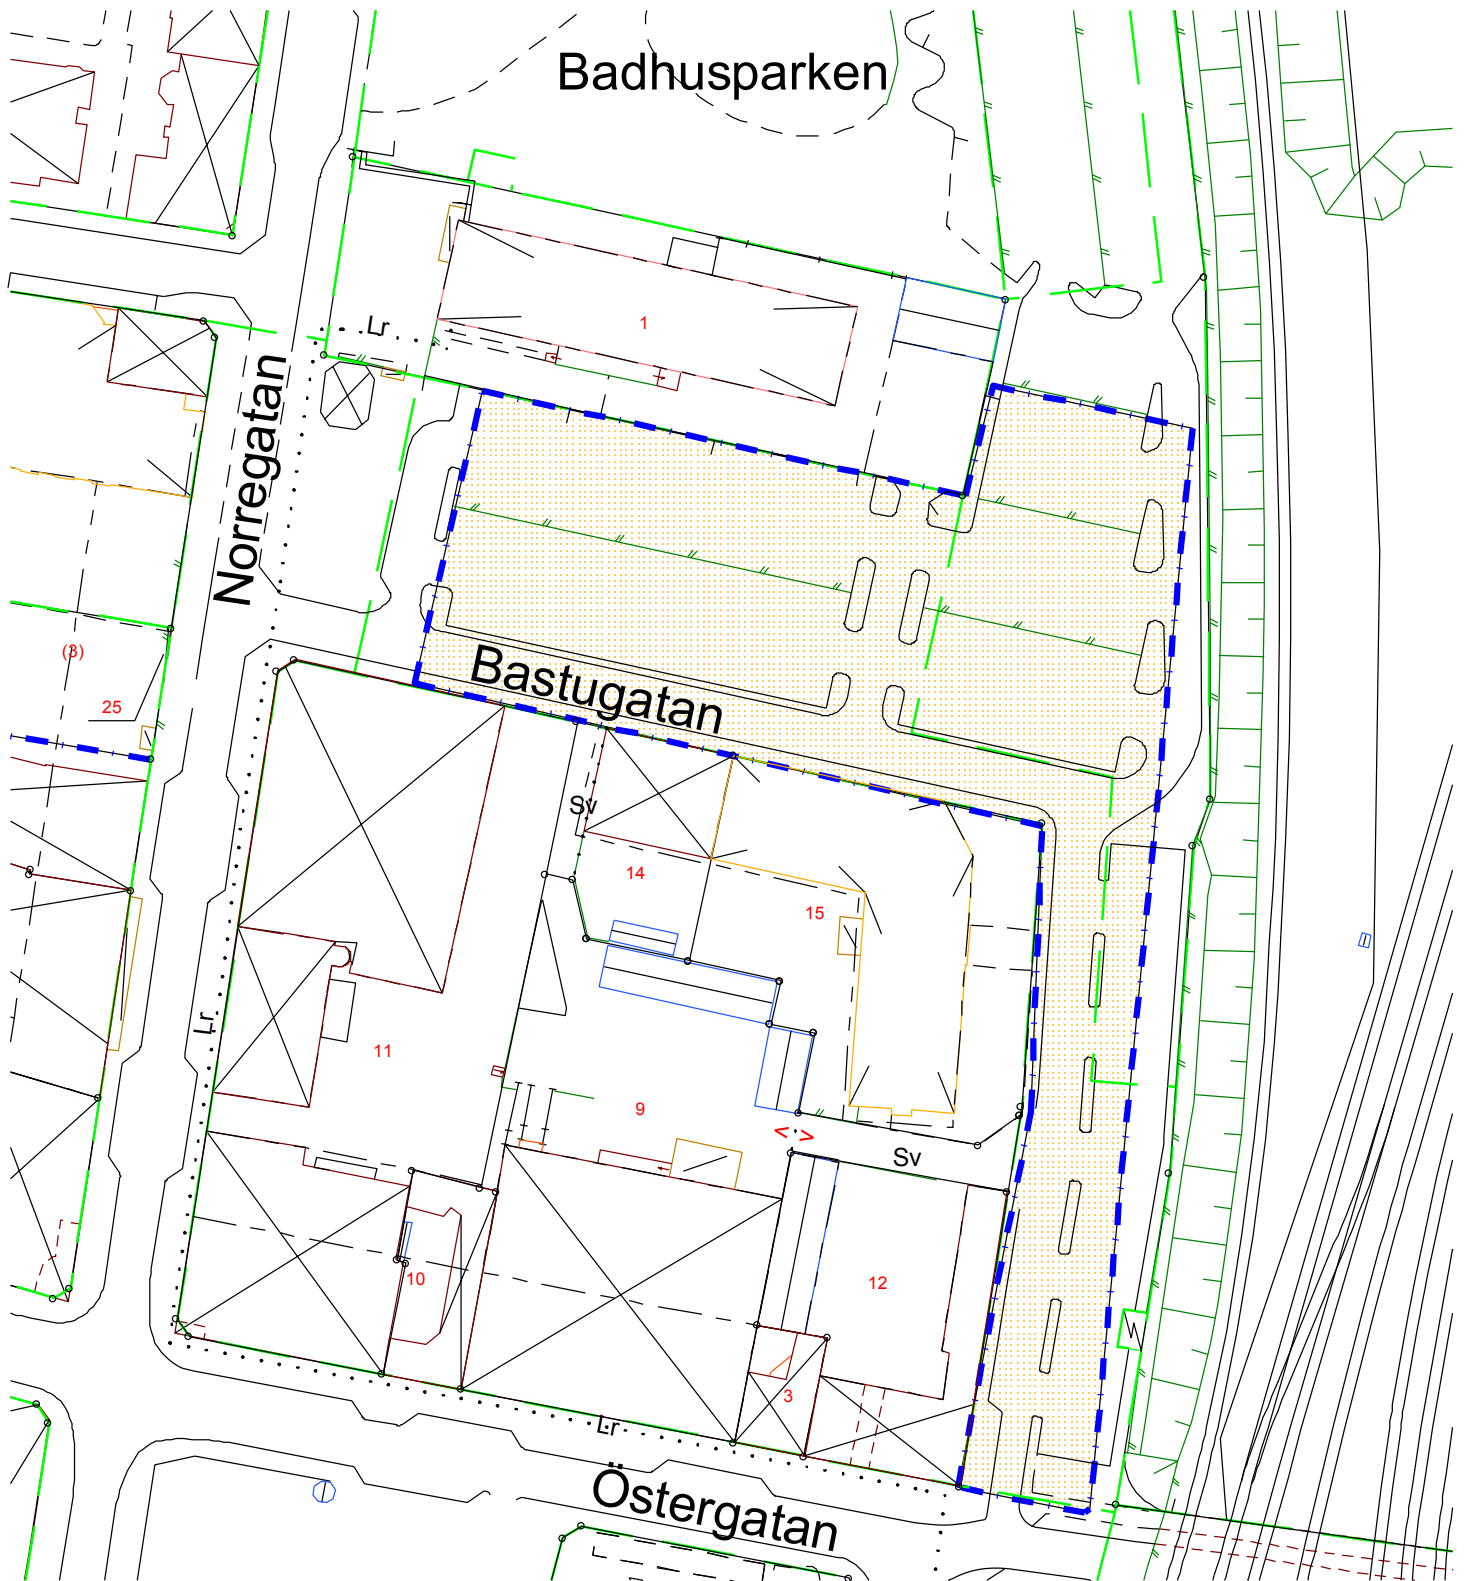 Badhusparken
1
Lr
Norregatan
(3)
25
Bastugatan
Sv
14
15
Lr
11
9
< · >
Sv
10
12
3
Lr
Östergatan